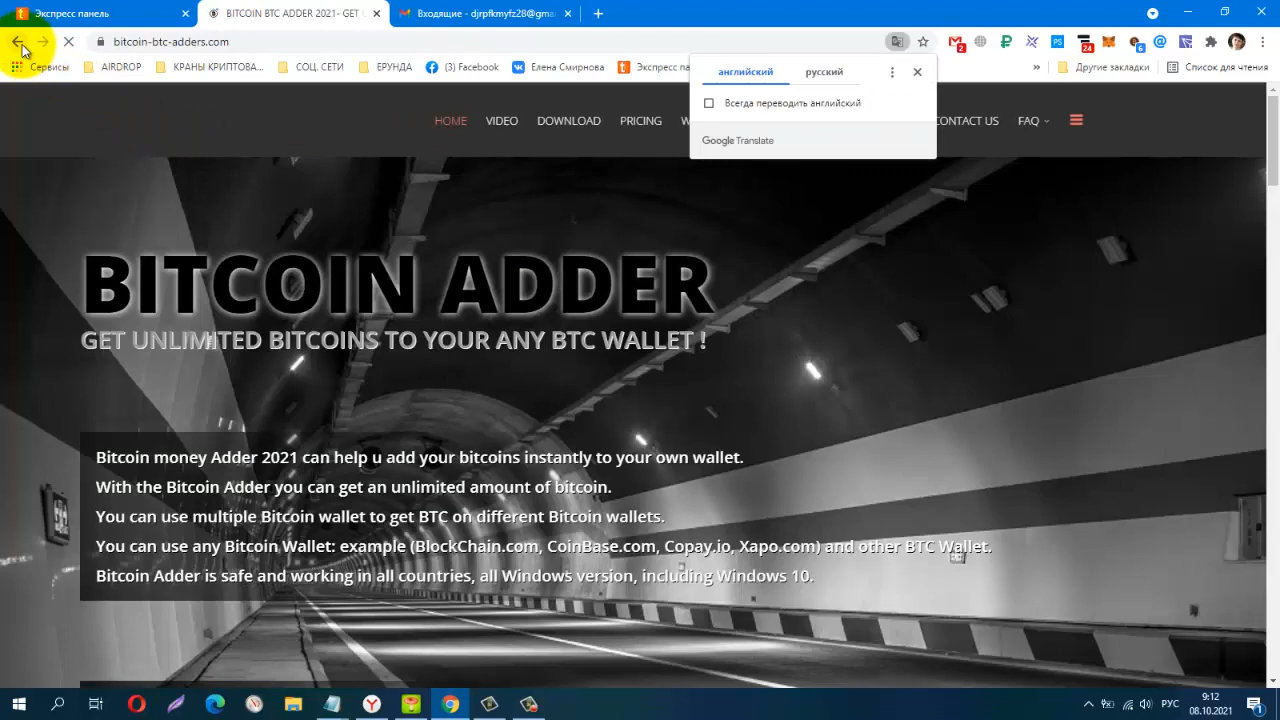 Экспресс панель
BITCOIN BTC ADDER 2021- GET
Входящие - djrpfkmyfz28@gma
bitcoin-btc-adders.com
2
24
6
Сервисы
AIRDROP
КРАНЫ КРИПТОВА...
СОЦ. СЕТИ
ЕРУНДА
(3) Facebook
Елена Смирнова
Экспресс па
»
Другие закладки
Список для чтения
английский
русский
Всегда переводить английский
Google Translate
HOME
VIDEO
DOWNLOAD
PRICING
W
ONTACT US
FAQ
BITCOIN ADDER
GET UNLIMITED BITCOINS TO YOUR ANY BTC WALLET !
Bitcoin money Adder 2021 can help u add your bitcoins instantly to your own wallet.
With the Bitcoin Adder you can get an unlimited amount of bitcoin.
You can use multiple Bitcoin wallet to get BTC on different Bitcoin wallets.
You can use any Bitcoin Wallet: example (BlockChain.com, CoinBase.com, Copay.io, Xapo.com) and other BTC Wallet.
Bitcoin Adder is safe and working in all countries, all Windows version, including Windows 10.
РУС
9:12
08.10.2021